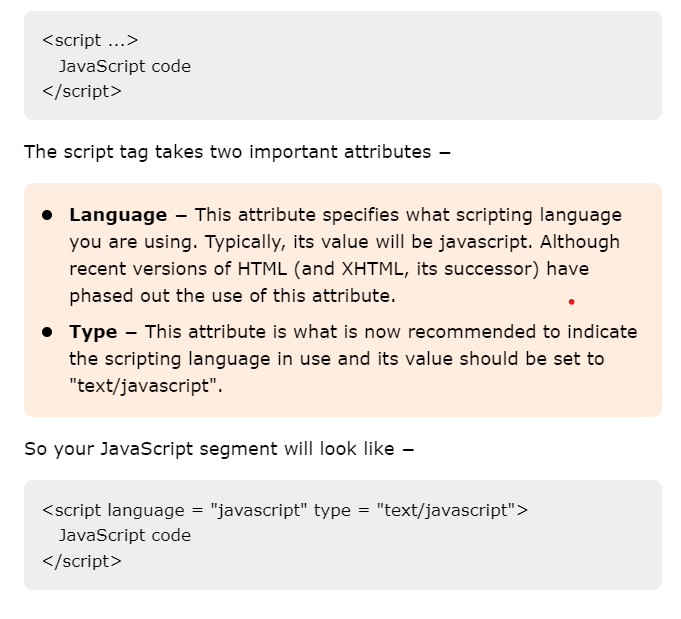 <script ...>
JavaScript code
</script>
The script tag takes two important attributes −
Language − This attribute specifies what scripting language
you are using. Typically, its value will be javascript. Although
recent versions of HTML (and XHTML, its successor) have
phased out the use of this attribute.
Type − This attribute is what is now recommended to indicate
the scripting language in use and its value should be set to
"text/javascript".
So your JavaScript segment will look like −
<script language = "javascript" type = "text/javascript">
JavaScript code
</script>